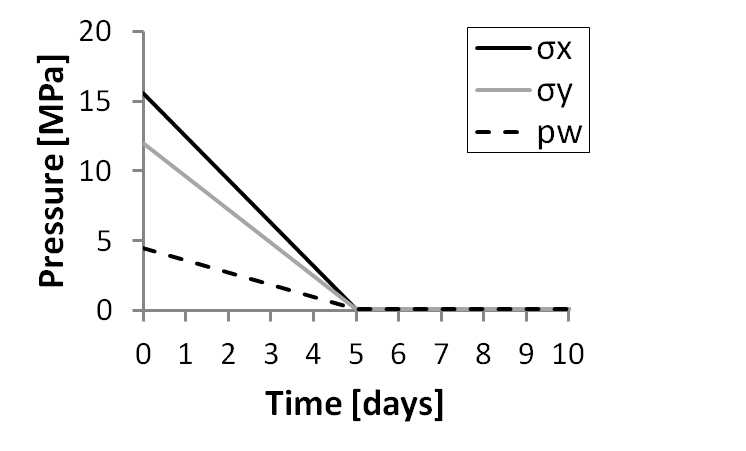 20
15
10
5
0
Pressure [MPa]
σx
σy
pw
0 1 2 3 4 5 6 7 8 9 10
Time [days]